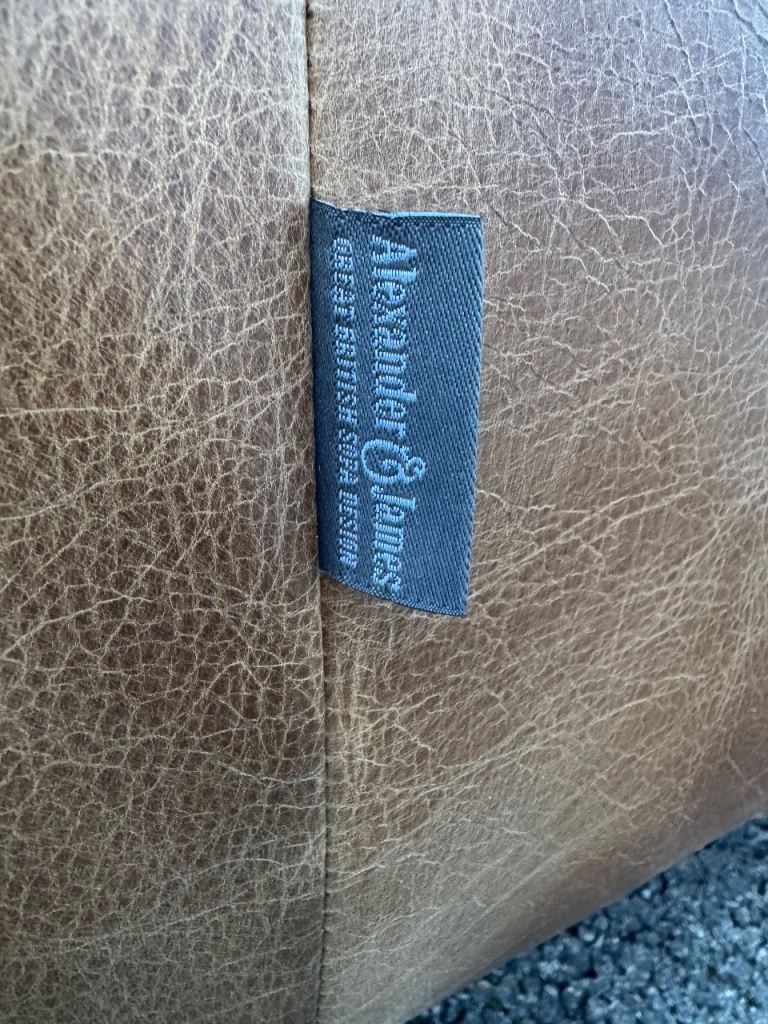 Alexander & James
GREAT BRITISH SOFA DESIGN